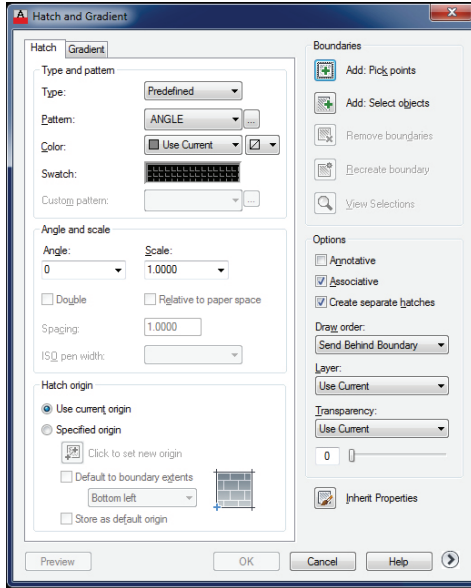 A Hatch and Gradient
Hatch Gradient
Type and pattern
Type: Predefined
Pattern: ANGLE ...
Color: Use Current
Swatch:
Custom pattern: ...
Angle and scale
Angle: Scale:
0 1.0000
Double Relative to paper space
Spacing: 1.0000
ISO pen width:
Hatch origin
Use current origin
Specified origin
Click to set new origin
Default to boundary extents
Bottom left
Store as default origin
Boundaries
Add: Pick points
Add: Select objects
Remove boundaries
Recreate boundary
View Selections
Options
Annotative
Associative
Create separate hatches
Draw order:
Send Behind Boundary
Layer:
Use Current
Transparency:
Use Current
0
Inherit Properties
Preview OK Cancel Help